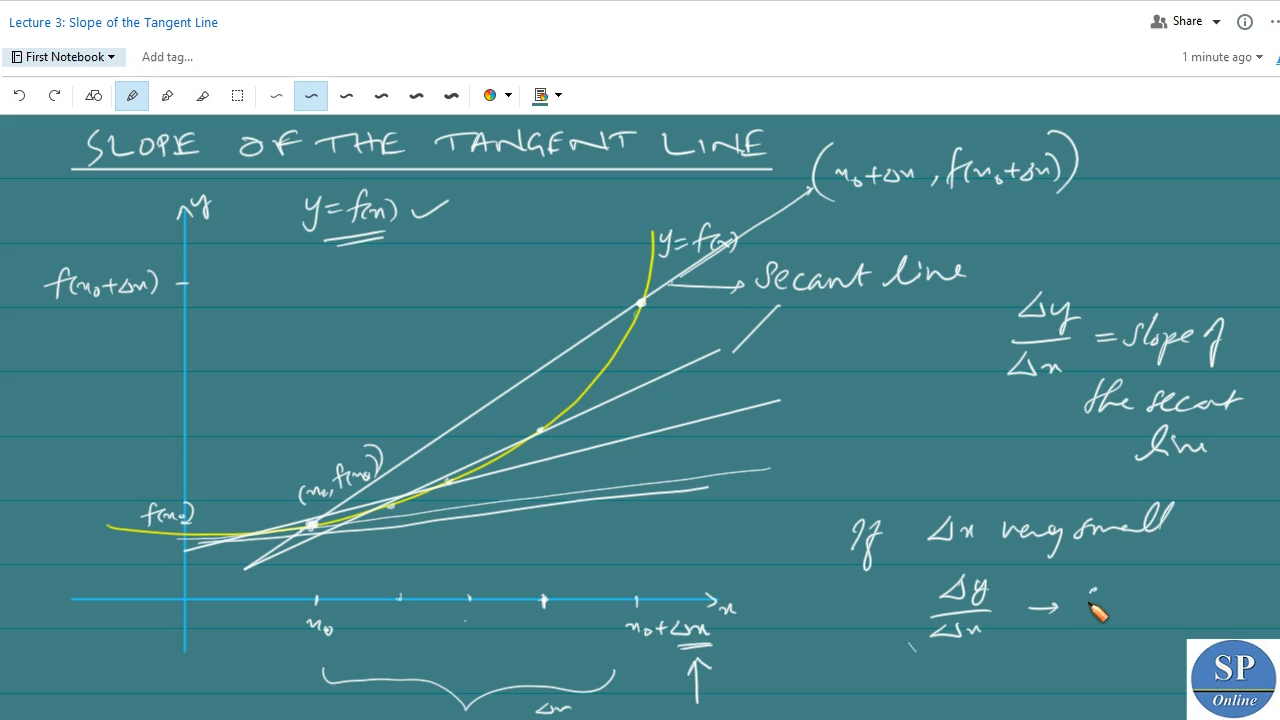 Lecture 3: Slope of the Tangent Line
Share
First Notebook
Add tag...
1 minute ago
SLOPE OF THE TANGENT LINE
(x₀+Δx, f(x₀+Δx))
y
y=f(x) ✓
y=f(x)
f(x₀+Δx)
Secant line
Δy/Δx = Slope of
the secant
line
(x₀, f(x₀))
f(x₀)
If Δx very small
Δy/Δx →
x₀
x₀+Δx
x
Δx
SP
Online